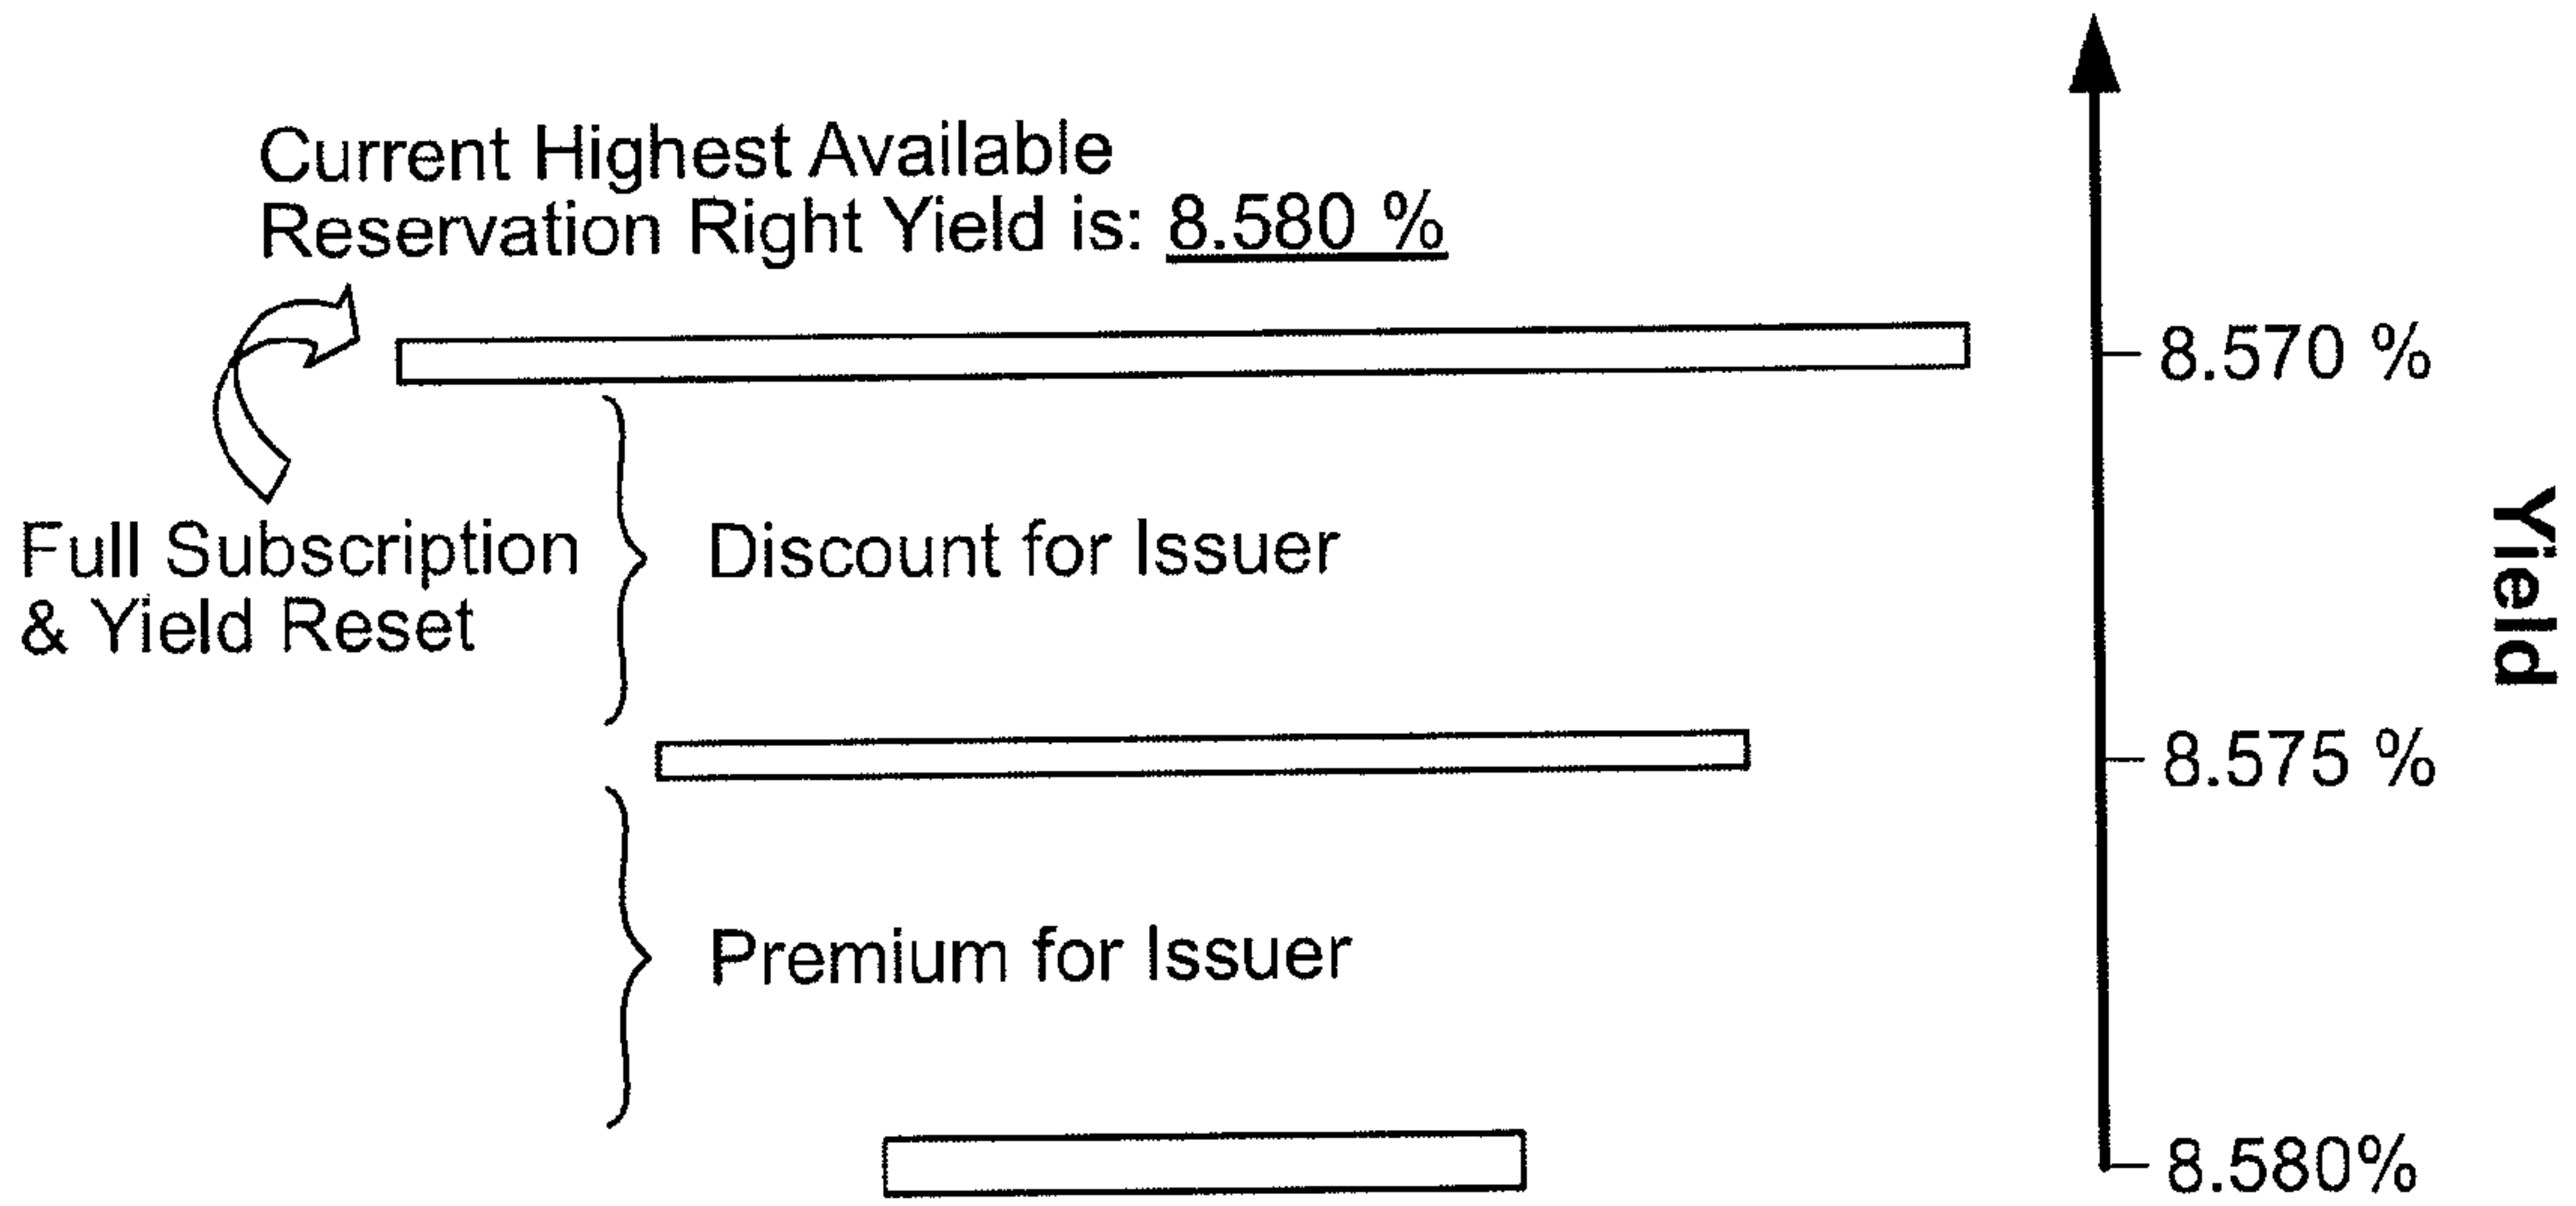 Current Highest Available
Reservation Right Yield is: 8.580 %
8.570 %
Full Subscription
& Yield Reset
Discount for Issuer
Yield
8.575 %
Premium for Issuer
8.580%